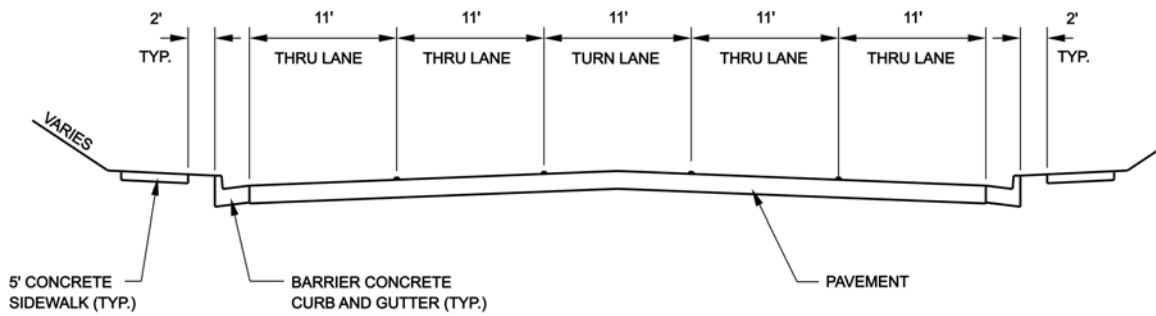 2' 11' 11' 11' 11' 11' 2'
TYP. THRU LANE THRU LANE TURN LANE THRU LANE THRU LANE TYP.
VARIES
5' CONCRETE
SIDEWALK (TYP.)
BARRIER CONCRETE
CURB AND GUTTER (TYP.)
PAVEMENT